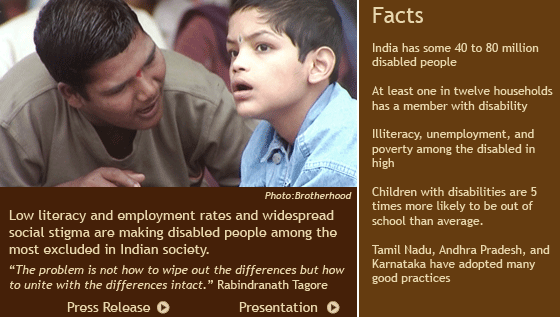 Photo:Brotherhood
Low literacy and employment rates and widespread
social stigma are making disabled people among the
most excluded in Indian society.
“The problem is not how to wipe out the differences but how
to unite with the differences intact.” Rabindranath Tagore
Press Release
Presentation
Facts
India has some 40 to 80 million
disabled people
At least one in twelve households
has a member with disability
Illiteracy, unemployment, and
poverty among the disabled in
high
Children with disabilities are 5
times more likely to be out of
school than average.
Tamil Nadu, Andhra Pradesh, and
Karnataka have adopted many
good practices